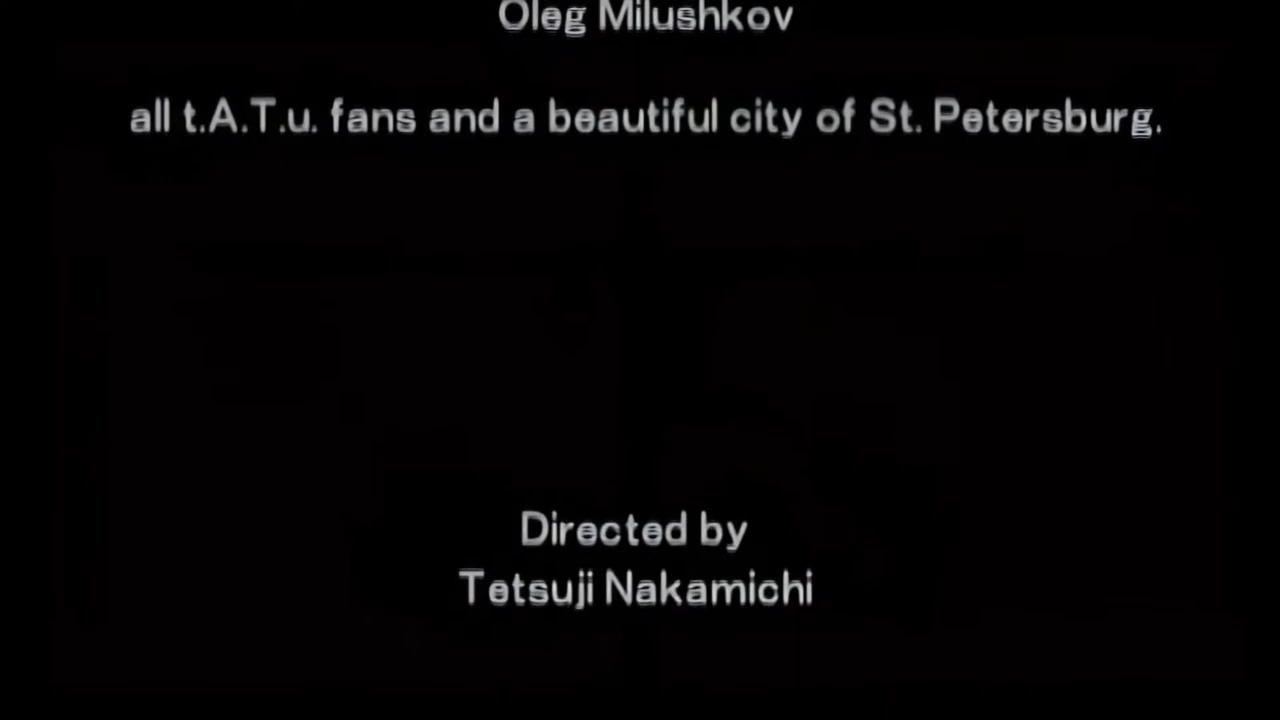 Oleg Milushkov
all t.A.T.u. fans and a beautiful city of St. Petersburg.
Directed by
Tetsuji Nakamichi